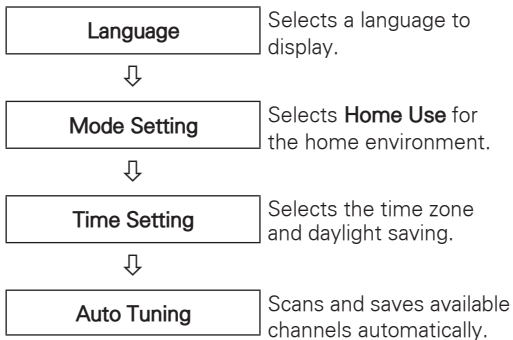 Language
Selects a language to
display.
Mode Setting
Selects Home Use for
the home environment.
Time Setting
Selects the time zone
and daylight saving.
Auto Tuning
Scans and saves available
channels automatically.